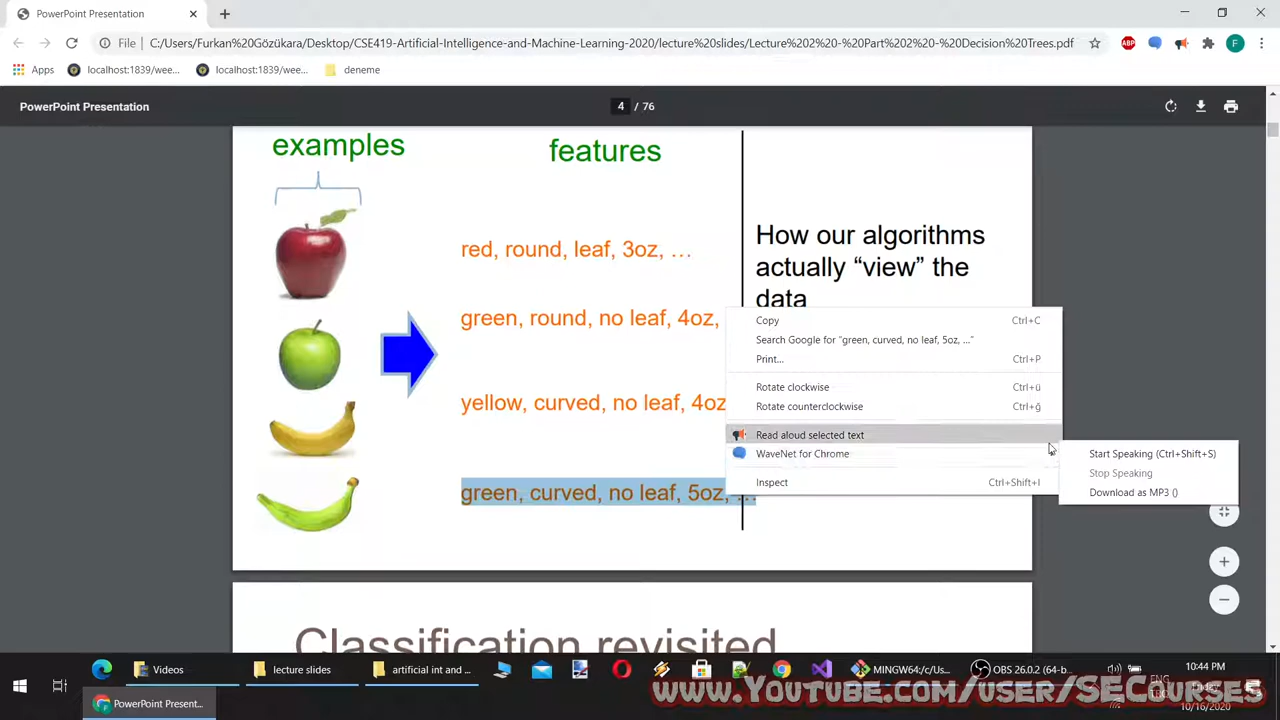 PowerPoint Presentation
File
C:/Users/Furkan%20Gözükara/Desktop/CSE419-Artificial-Intelligence-and-Machine-Learning-2020/lecture%20slides/Lecture%202%20-%20Part%202%20-%20Decision%20Trees.pdf
ABP
F
Apps
localhost:1839/wee...
localhost:1839/wee...
deneme
PowerPoint Presentation
4 / 76
examples
features
red, round, leaf, 3oz, …
green, round, no leaf, 4oz,
yellow, curved, no leaf, 4oz
green, curved, no leaf, 5oz, …
How our algorithms
actually “view” the
data
Copy Ctrl+C
Search Google for “green, curved, no leaf, 5oz, …”
Print... Ctrl+P
Rotate clockwise Ctrl+ü
Rotate counterclockwise Ctrl+ğ
Read aloud selected text
WaveNet for Chrome
Inspect Ctrl+Shift+I
Start Speaking (Ctrl+Shift+S)
Stop Speaking
Download as MP3 ()
Classification revisited
Videos
lecture slides
artificial int and ...
MINGW64:/c/Us...
OBS 26.0.2 (64-b...
ENG
10:44 PM
10/16/2020
PowerPoint Present...
www.Youtube.com/user/SECourses